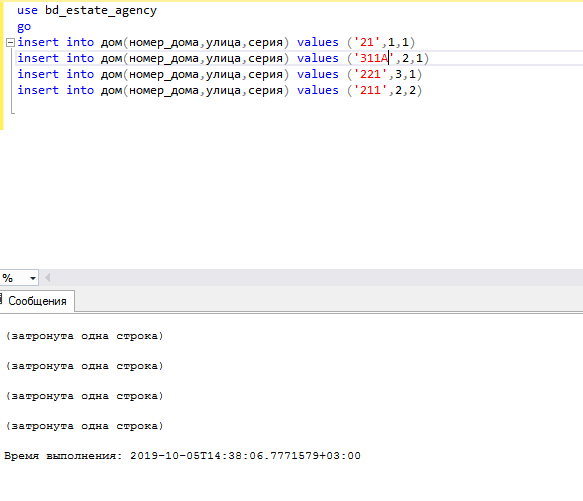 use bd_estate_agency
go
insert into дом(номер_дома,улица,серия) values ('21',1,1)
insert into дом(номер_дома,улица,серия) values ('311А',2,1)
insert into дом(номер_дома,улица,серия) values ('221',3,1)
insert into дом(номер_дома,улица,серия) values ('211',2,2)
%
Сообщения
(затронута одна строка)
(затронута одна строка)
(затронута одна строка)
(затронута одна строка)
Время выполнения: 2019-10-05T14:38:06.7771579+03:00